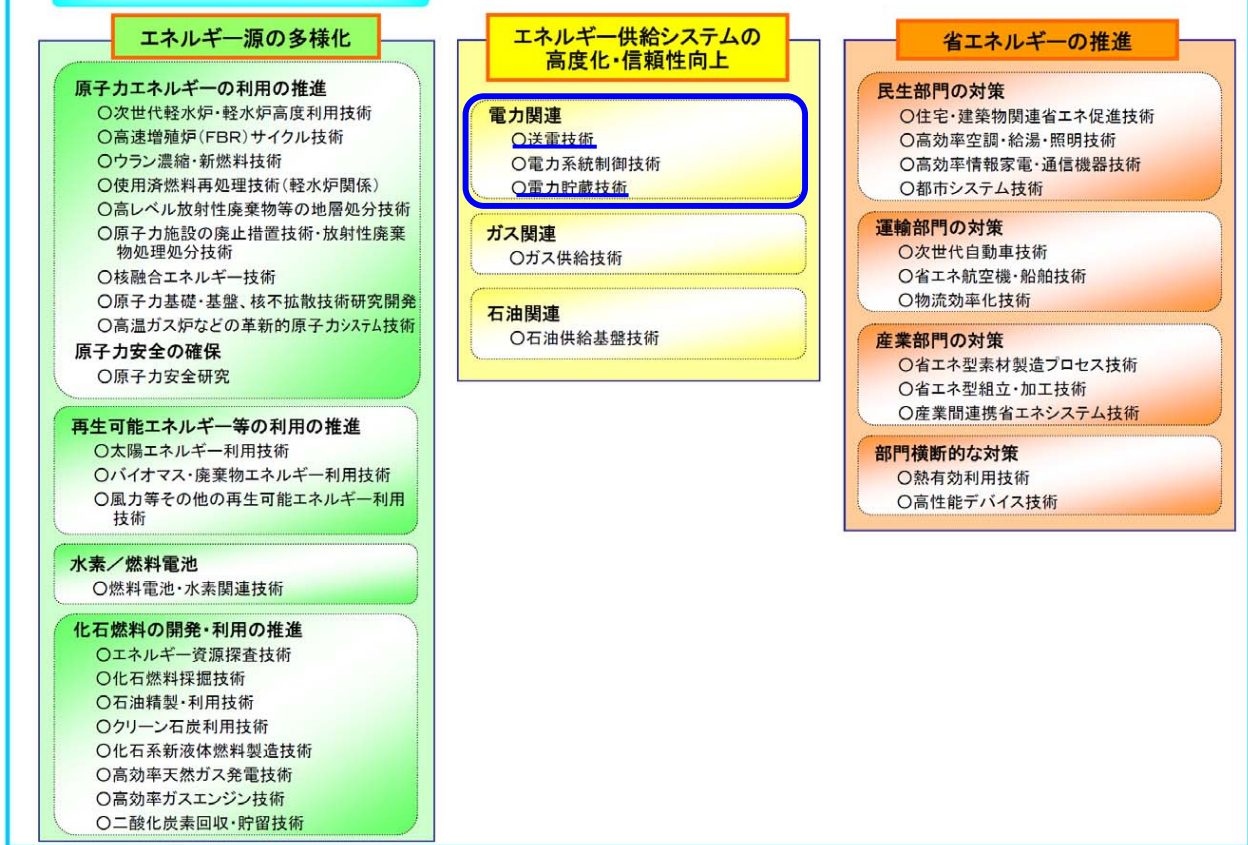 エネルギー源の多様化
原子力エネルギーの利用の推進
○次世代軽水炉・軽水炉高度利用技術
○高速増殖炉(FBR)サイクル技術
○ウラン濃縮・新燃料技術
○使用済燃料再処理技術(軽水炉関係)
○高レベル放射性廃棄物等の地層処分技術
○原子力施設の廃止措置技術・放射性廃棄
物処理処分技術
○核融合エネルギー技術
○原子力基礎・基盤、核不拡散技術研究開発
○高温ガス炉などの革新的原子力システム技術
原子力安全の確保
○原子力安全研究
再生可能エネルギー等の利用の推進
○太陽エネルギー利用技術
○バイオマス・廃棄物エネルギー利用技術
○風力等その他の再生可能エネルギー利用
技術
水素／燃料電池
○燃料電池・水素関連技術
化石燃料の開発・利用の推進
○エネルギー資源探査技術
○化石燃料採掘技術
○石油精製・利用技術
○クリーン石炭利用技術
○化石系新液体燃料製造技術
○高効率天然ガス発電技術
○高効率ガスエンジン技術
○二酸化炭素回収・貯留技術
エネルギー供給システムの
高度化・信頼性向上
電力関連
○送電技術
○電力系統制御技術
○電力貯蔵技術
ガス関連
○ガス供給技術
石油関連
○石油供給基盤技術
省エネルギーの推進
民生部門の対策
○住宅・建築物関連省エネ促進技術
○高効率空調・給湯・照明技術
○高効率情報家電・通信機器技術
○都市システム技術
運輸部門の対策
○次世代自動車技術
○省エネ航空機・船舶技術
○物流効率化技術
産業部門の対策
○省エネ型素材製造プロセス技術
○省エネ型組立・加工技術
○産業間連携省エネシステム技術
部門横断的な対策
○熱有効利用技術
○高性能デバイス技術